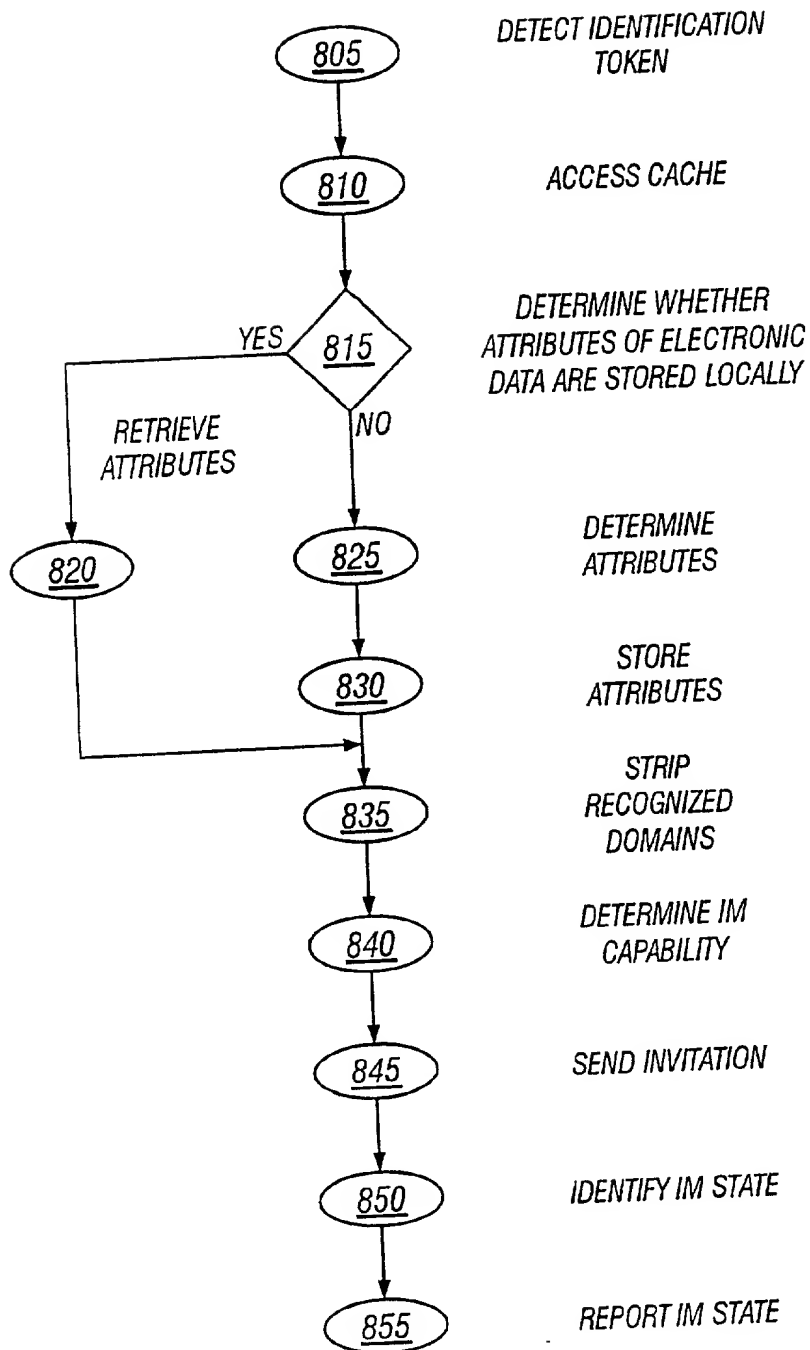 805
DETECT IDENTIFICATION
TOKEN
810
ACCESS CACHE
815
YES
NO
DETERMINE WHETHER
ATTRIBUTES OF ELECTRONIC
DATA ARE STORED LOCALLY
RETRIEVE
ATTRIBUTES
820
825
DETERMINE
ATTRIBUTES
830
STORE
ATTRIBUTES
835
STRIP
RECOGNIZED
DOMAINS
840
DETERMINE IM
CAPABILITY
845
SEND INVITATION
850
IDENTIFY IM STATE
855
REPORT IM STATE